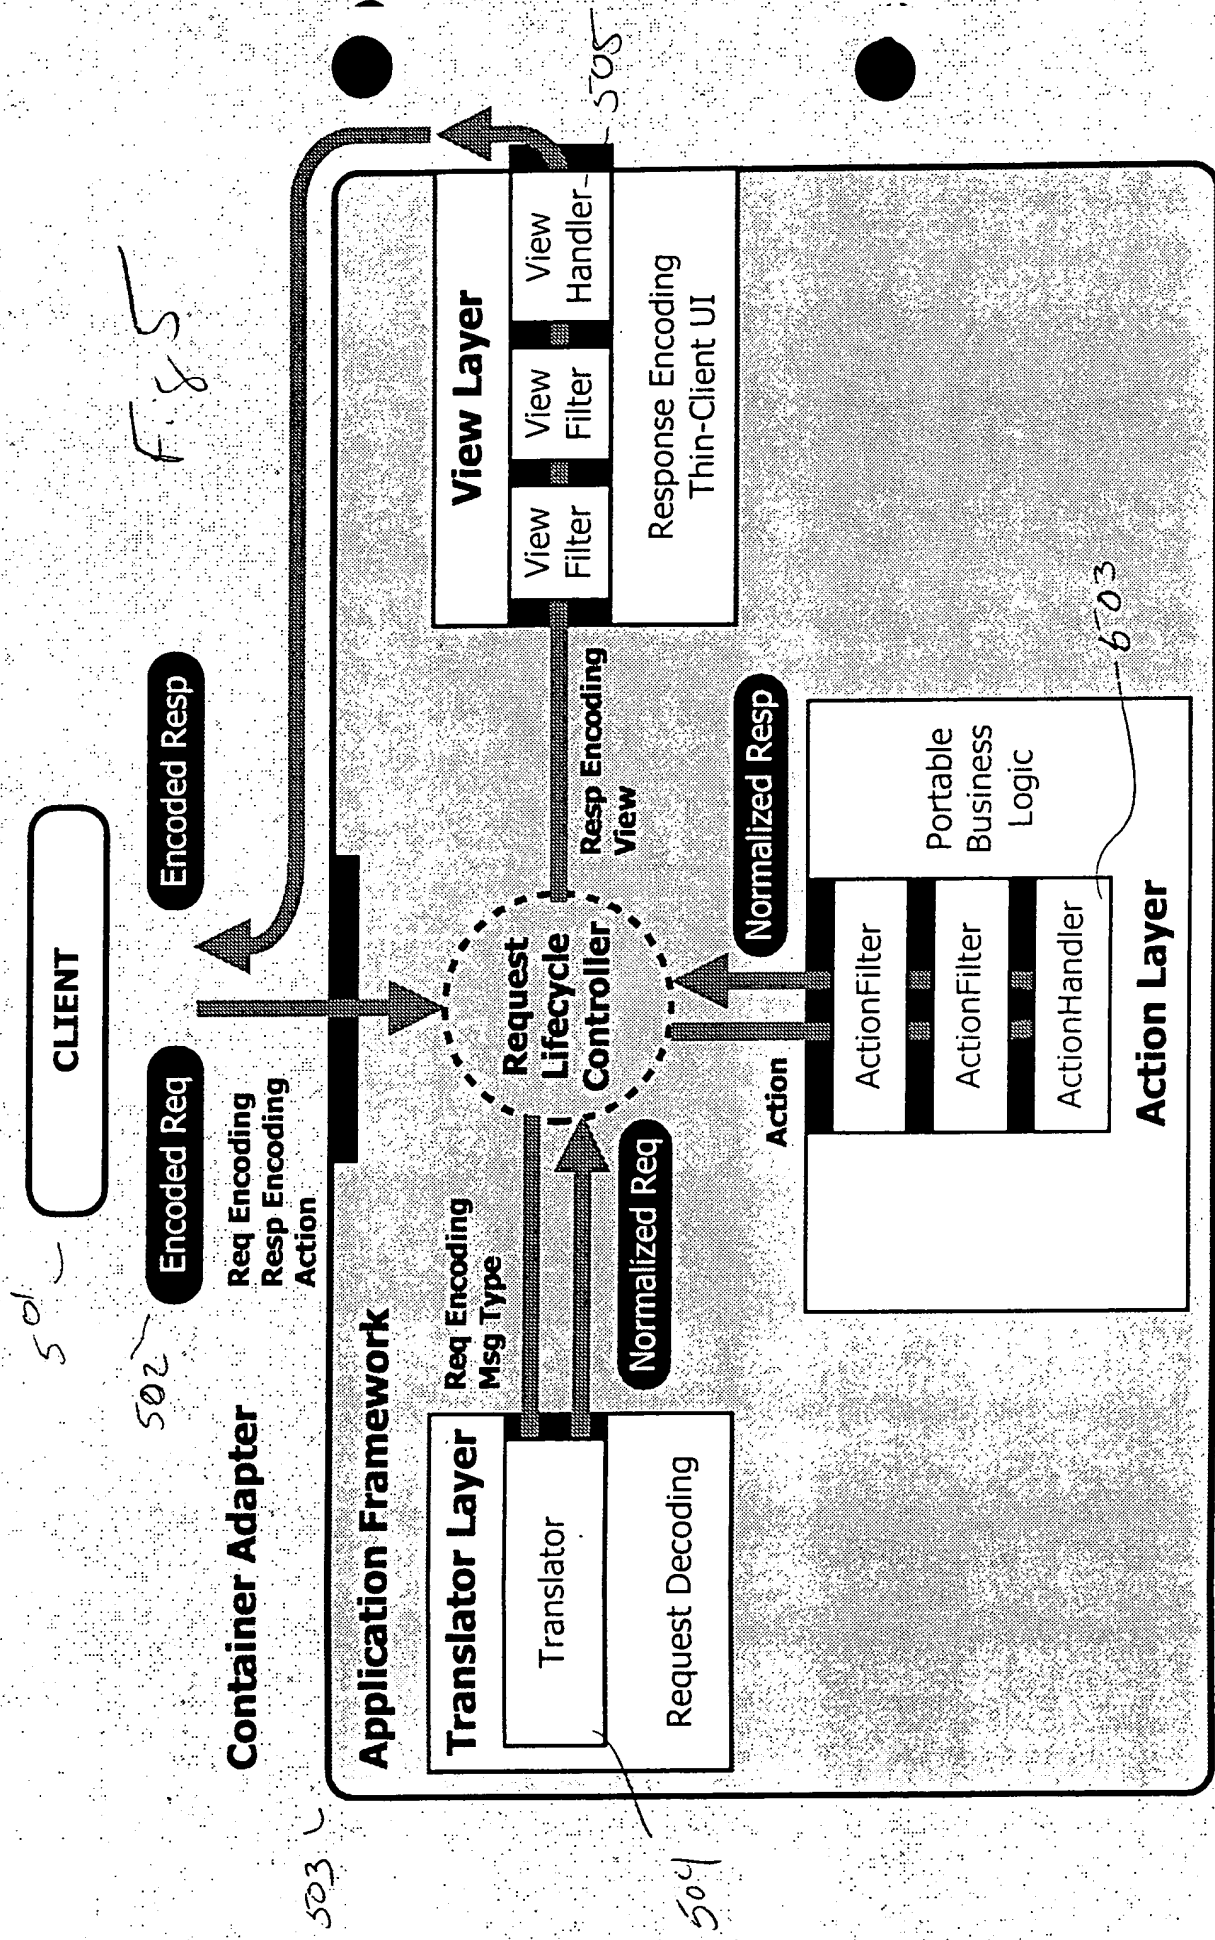 CLIENT
501
Encoded Req
Encoded Resp
502
Fig 5
Container Adapter
Req Encoding
Resp Encoding
Action
503
Application Framework
Translator Layer
Translator
Request Decoding
504
Req Encoding
Msg Type
Normalized Req
Request
Lifecycle
Controller
Resp Encoding
View
View Layer
View
Filter
View
Filter
View
Handler
505
Response Encoding
Thin-Client UI
Action
Normalized Resp
ActionFilter
ActionFilter
ActionHandler
Portable
Business
Logic
Action Layer
503